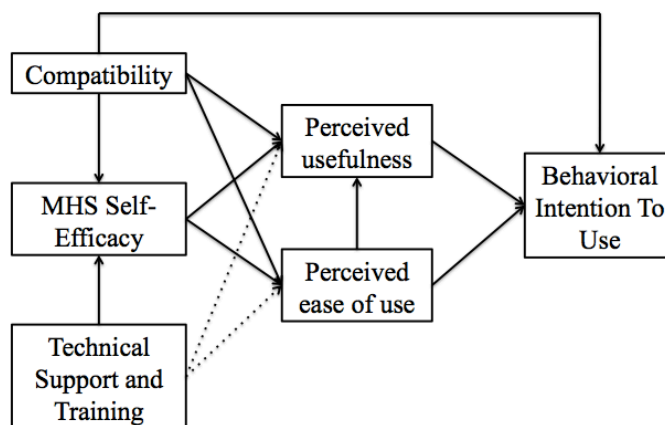 Compatibility
Perceived
usefulness
MHS Self-
Efficacy
Behavioral
Intention To
Use
Perceived
ease of use
Technical
Support and
Training